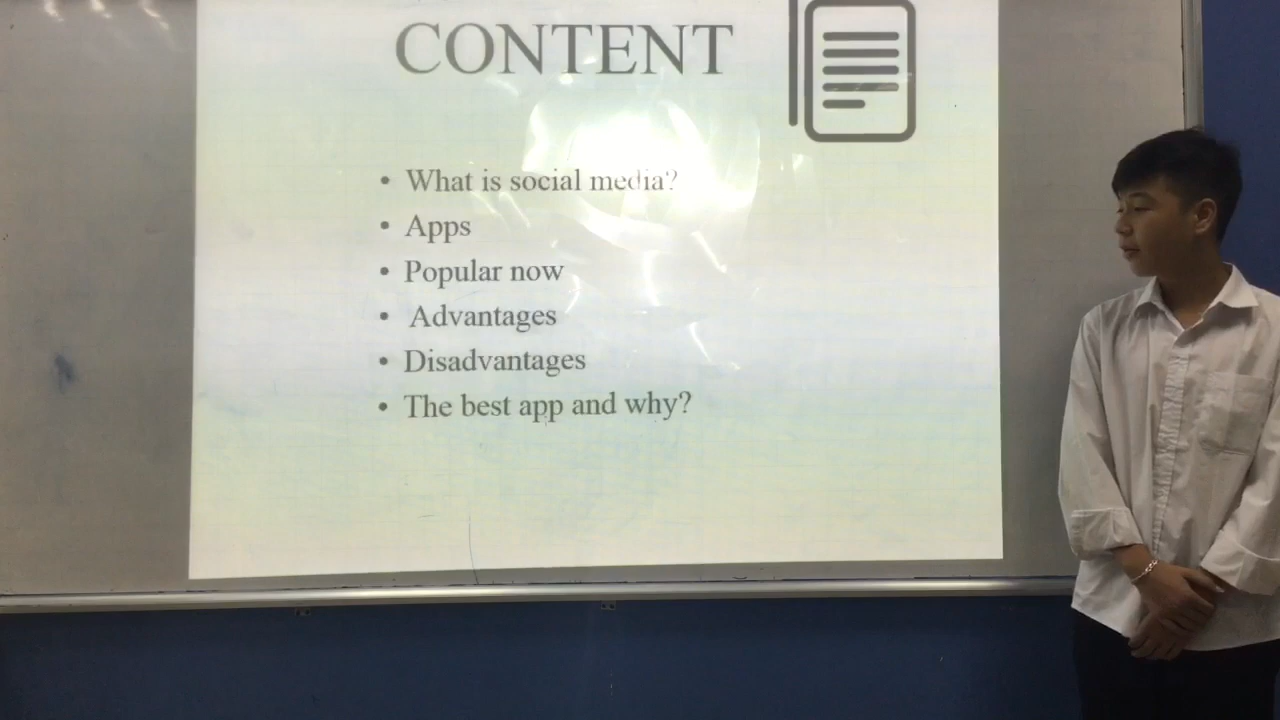 CONTENT
• What is social media?
• Apps
• Popular now
• Advantages
• Disadvantages
• The best app and why?